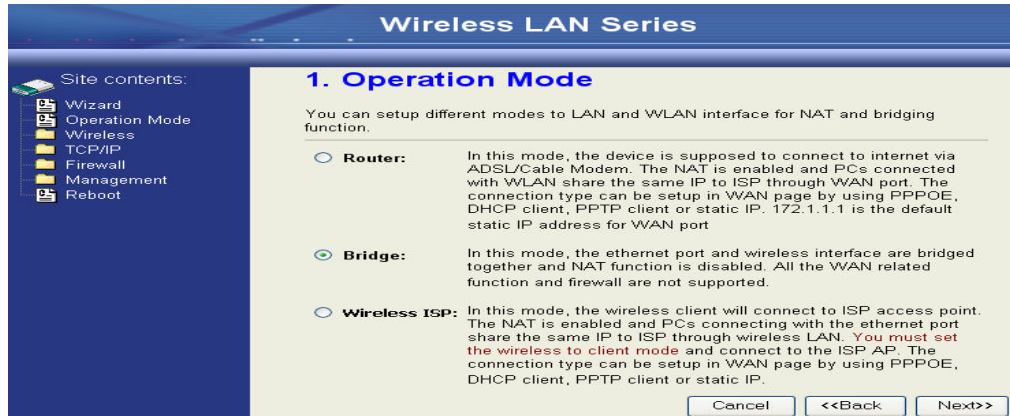 Wireless LAN Series
Site contents:
Wizard
Operation Mode
Wireless
TCP/IP
Firewall
Management
Reboot
1. Operation Mode
You can setup different modes to LAN and WLAN interface for NAT and bridging
function.
Router:
In this mode, the device is supposed to connect to internet via
ADSL/Cable Modem. The NAT is enabled and PCs connected
with WLAN share the same IP to ISP through WAN port. The
connection type can be setup in WAN page by using PPPOE,
DHCP client, PPTP client or static IP. 172.1.1.1 is the default
static IP address for WAN port
Bridge:
In this mode, the ethernet port and wireless interface are bridged
together and NAT function is disabled. All the WAN related
function and firewall are not supported.
Wireless ISP:
In this mode, the wireless client will connect to ISP access point.
The NAT is enabled and PCs connecting with the ethernet port
share the same IP to ISP through wireless LAN. You must set
the wireless to client mode and connect to the ISP AP. The
connection type can be setup in WAN page by using PPPOE,
DHCP client, PPTP client or static IP.
Cancel
<<Back
Next>>